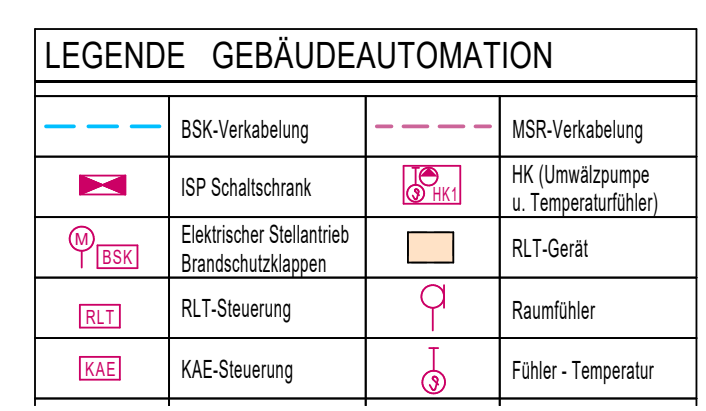 LEGENDE GEBÄUDEAUTOMATION
BSK-Verkabelung
MSR-Verkabelung
ISP Schaltschrank
HK1
HK (Umwälzpumpe
u. Temperaturfühler)
M
BSK
Elektrischer Stellantrieb
Brandschutzklappen
RLT-Gerät
RLT
RLT-Steuerung
Raumfühler
KAE
KAE-Steuerung
ϑ
Fühler - Temperatur